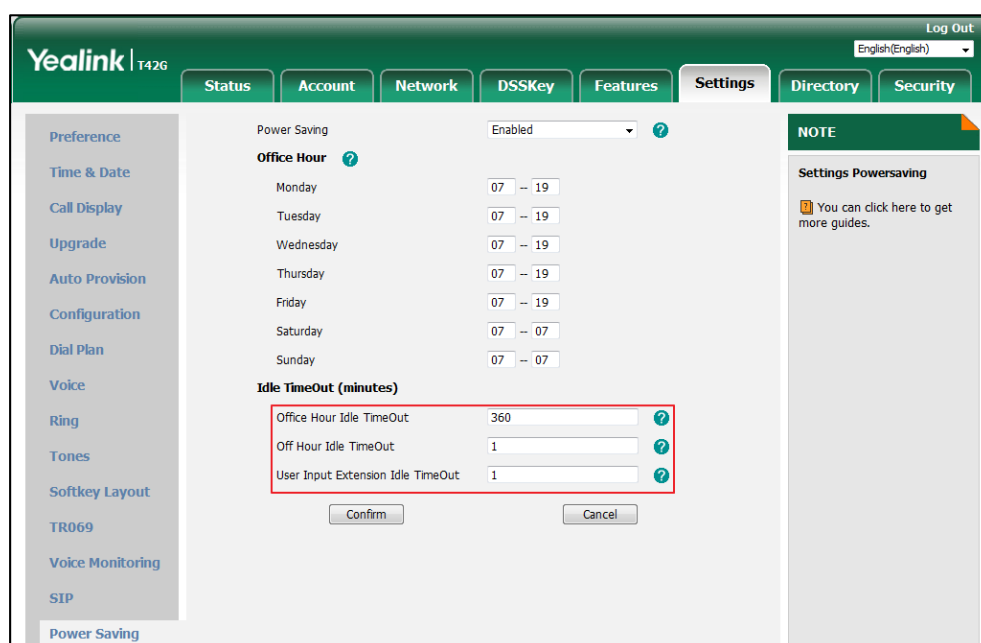 Log Out
English(English)
Yealink | T42G
Status Account Network DSSKey Features Settings Directory Security
Preference
Time & Date
Call Display
Upgrade
Auto Provision
Configuration
Dial Plan
Voice
Ring
Tones
Softkey Layout
TR069
Voice Monitoring
SIP
Power Saving
Power Saving Enabled ?
Office Hour ?
Monday 07 -- 19
Tuesday 07 -- 19
Wednesday 07 -- 19
Thursday 07 -- 19
Friday 07 -- 19
Saturday 07 -- 07
Sunday 07 -- 07
Idle TimeOut (minutes)
Office Hour Idle TimeOut 360 ?
Off Hour Idle TimeOut 1 ?
User Input Extension Idle TimeOut 1 ?
Confirm Cancel
NOTE
Settings Powersaving
? You can click here to get
more guides.